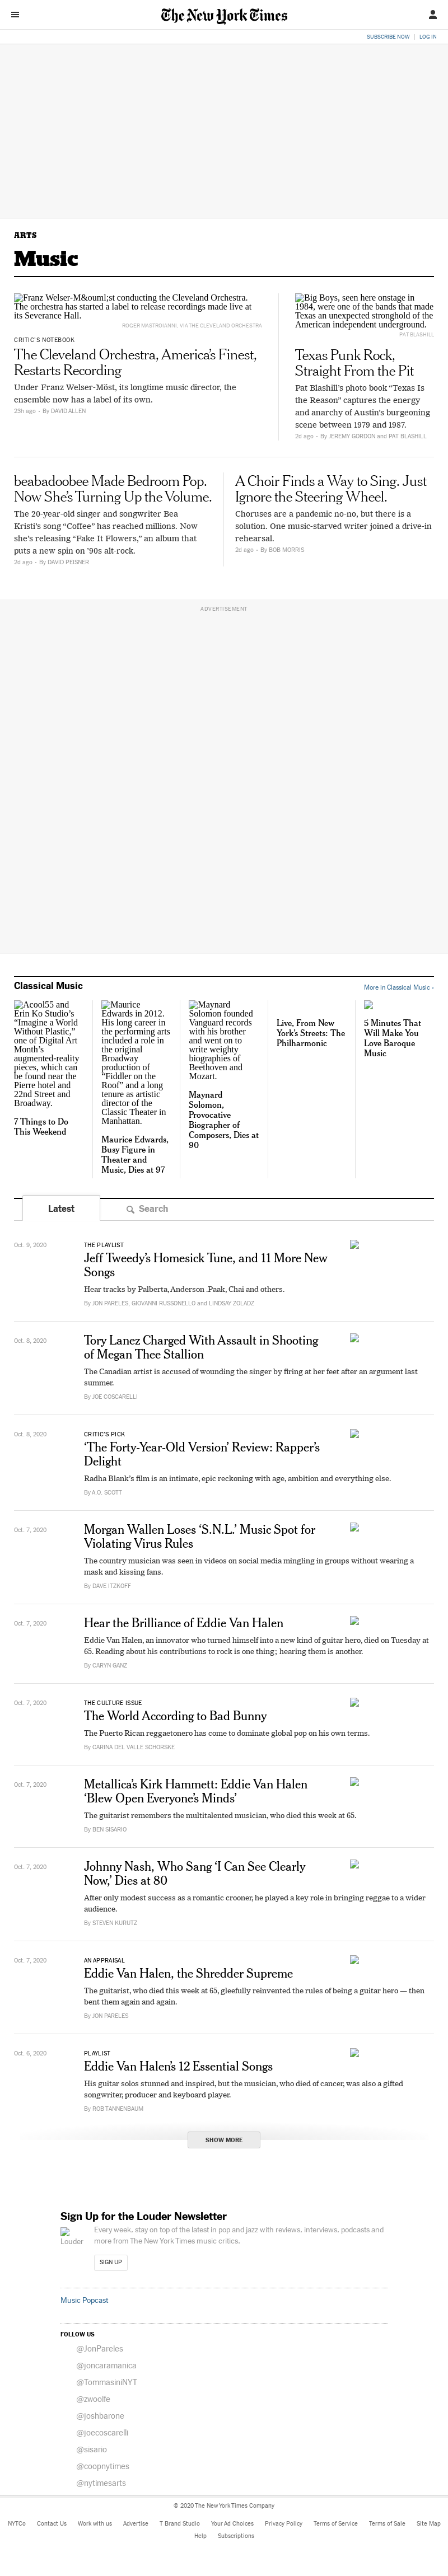 The New York Times
SUBSCRIBE NOW | LOG IN
ARTS
Music
Franz Welser-M&ouml;st conducting the Cleveland Orchestra.
The orchestra has started a label to release recordings made live at
its Severance Hall.
ROGER MASTROIANNI, VIA THE CLEVELAND ORCHESTRA
CRITIC'S NOTEBOOK
The Cleveland Orchestra, America's Finest,
Restarts Recording
Under Franz Welser-Möst, its longtime music director, the
ensemble now has a label of its own.
23h ago - By DAVID ALLEN
Big Boys, seen here onstage in
1984, were one of the bands that made
Texas an unexpected stronghold of the
American independent underground.
PAT BLASHILL
Texas Punk Rock,
Straight From the Pit
Pat Blashill's photo book “Texas Is
the Reason” captures the energy
and anarchy of Austin's burgeoning
scene between 1979 and 1987.
2d ago - By JEREMY GORDON and PAT BLASHILL
beabadoobee Made Bedroom Pop.
Now She's Turning Up the Volume.
The 20-year-old singer and songwriter Bea
Kristi's song “Coffee” has reached millions. Now
she's releasing “Fake It Flowers,” an album that
puts a new spin on '90s alt-rock.
2d ago - By DAVID PEISNER
A Choir Finds a Way to Sing. Just
Ignore the Steering Wheel.
Choruses are a pandemic no-no, but there is a
solution. One music-starved writer joined a drive-in
rehearsal.
2d ago - By BOB MORRIS
ADVERTISEMENT
Classical Music
More in Classical Music ›
Acool55 and
Erin Ko Studio's
“Imagine a World
Without Plastic,”
one of Digital Art
Month's
augmented-reality
pieces, which can
be found near the
Pierre hotel and
22nd Street and
Broadway.
7 Things to Do
This Weekend
Maurice
Edwards in 2012.
His long career in
the performing arts
included a role in
the original
Broadway
production of
“Fiddler on the
Roof” and a long
tenure as artistic
director of the
Classic Theater in
Manhattan.
Maurice Edwards,
Busy Figure in
Theater and
Music, Dies at 97
Maynard
Solomon founded
Vanguard records
with his brother
and went on to
write weighty
biographies of
Beethoven and
Mozart.
Maynard
Solomon,
Provocative
Biographer of
Composers, Dies at
90
Live, From New
York's Streets: The
Philharmonic
5 Minutes That
Will Make You
Love Baroque
Music
Latest
Search
Oct. 9, 2020
THE PLAYLIST
Jeff Tweedy's Homesick Tune, and 11 More New
Songs
Hear tracks by Palberta, Anderson .Paak, Chai and others.
By JON PARELES, GIOVANNI RUSSONELLO and LINDSAY ZOLADZ
Oct. 8, 2020
Tory Lanez Charged With Assault in Shooting
of Megan Thee Stallion
The Canadian artist is accused of wounding the singer by firing at her feet after an argument last
summer.
By JOE COSCARELLI
Oct. 8, 2020
CRITIC'S PICK
‘The Forty-Year-Old Version’ Review: Rapper's
Delight
Radha Blank's film is an intimate, epic reckoning with age, ambition and everything else.
By A.O. SCOTT
Oct. 7, 2020
Morgan Wallen Loses ‘S.N.L.’ Music Spot for
Violating Virus Rules
The country musician was seen in videos on social media mingling in groups without wearing a
mask and kissing fans.
By DAVE ITZKOFF
Oct. 7, 2020
Hear the Brilliance of Eddie Van Halen
Eddie Van Halen, an innovator who turned himself into a new kind of guitar hero, died on Tuesday at
65. Reading about his contributions to rock is one thing; hearing them is another.
By CARYN GANZ
Oct. 7, 2020
THE CULTURE ISSUE
The World According to Bad Bunny
The Puerto Rican reggaetonero has come to dominate global pop on his own terms.
By CARINA DEL VALLE SCHORSKE
Oct. 7, 2020
Metallica's Kirk Hammett: Eddie Van Halen
‘Blew Open Everyone's Minds’
The guitarist remembers the multitalented musician, who died this week at 65.
By BEN SISARIO
Oct. 7, 2020
Johnny Nash, Who Sang ‘I Can See Clearly
Now,’ Dies at 80
After only modest success as a romantic crooner, he played a key role in bringing reggae to a wider
audience.
By STEVEN KURUTZ
Oct. 7, 2020
AN APPRAISAL
Eddie Van Halen, the Shredder Supreme
The guitarist, who died this week at 65, gleefully reinvented the rules of being a guitar hero — then
bent them again and again.
By JON PARELES
Oct. 6, 2020
PLAYLIST
Eddie Van Halen's 12 Essential Songs
His guitar solos stunned and inspired, but the musician, who died of cancer, was also a gifted
songwriter, producer and keyboard player.
By ROB TANNENBAUM
SHOW MORE
Sign Up for the Louder Newsletter
Louder
Every week, stay on top of the latest in pop and jazz with reviews, interviews, podcasts and
more from The New York Times music critics.
SIGN UP
Music Popcast
FOLLOW US
@JonPareles
@joncaramanica
@TommasiniNYT
@zwoolfe
@joshbarone
@joecoscarelli
@sisario
@coopnytimes
@nytimesarts
© 2020 The New York Times Company
NYTCo Contact Us Work with us Advertise T Brand Studio Your Ad Choices Privacy Policy Terms of Service Terms of Sale Site Map
Help Subscriptions